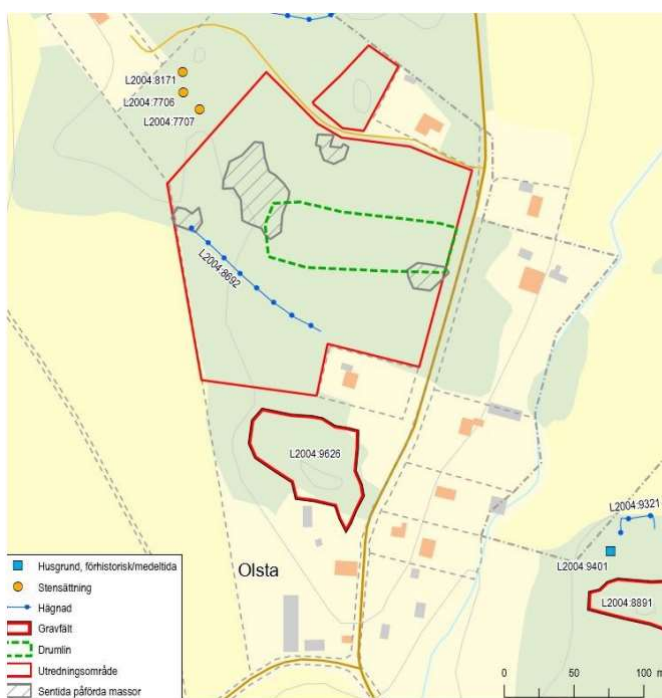 L2004:8171
L2004:7706
L2004:7707
L2004:8692
L2004:9626
L2004:9321
L2004:9401
L2004:8891
Olsta
Husgrund, förhistorisk/medeltida
Stensättning
Hägnad
Gravfält
Drumlin
Utredningsområde
Sentida påförda massor
0 50 100 m